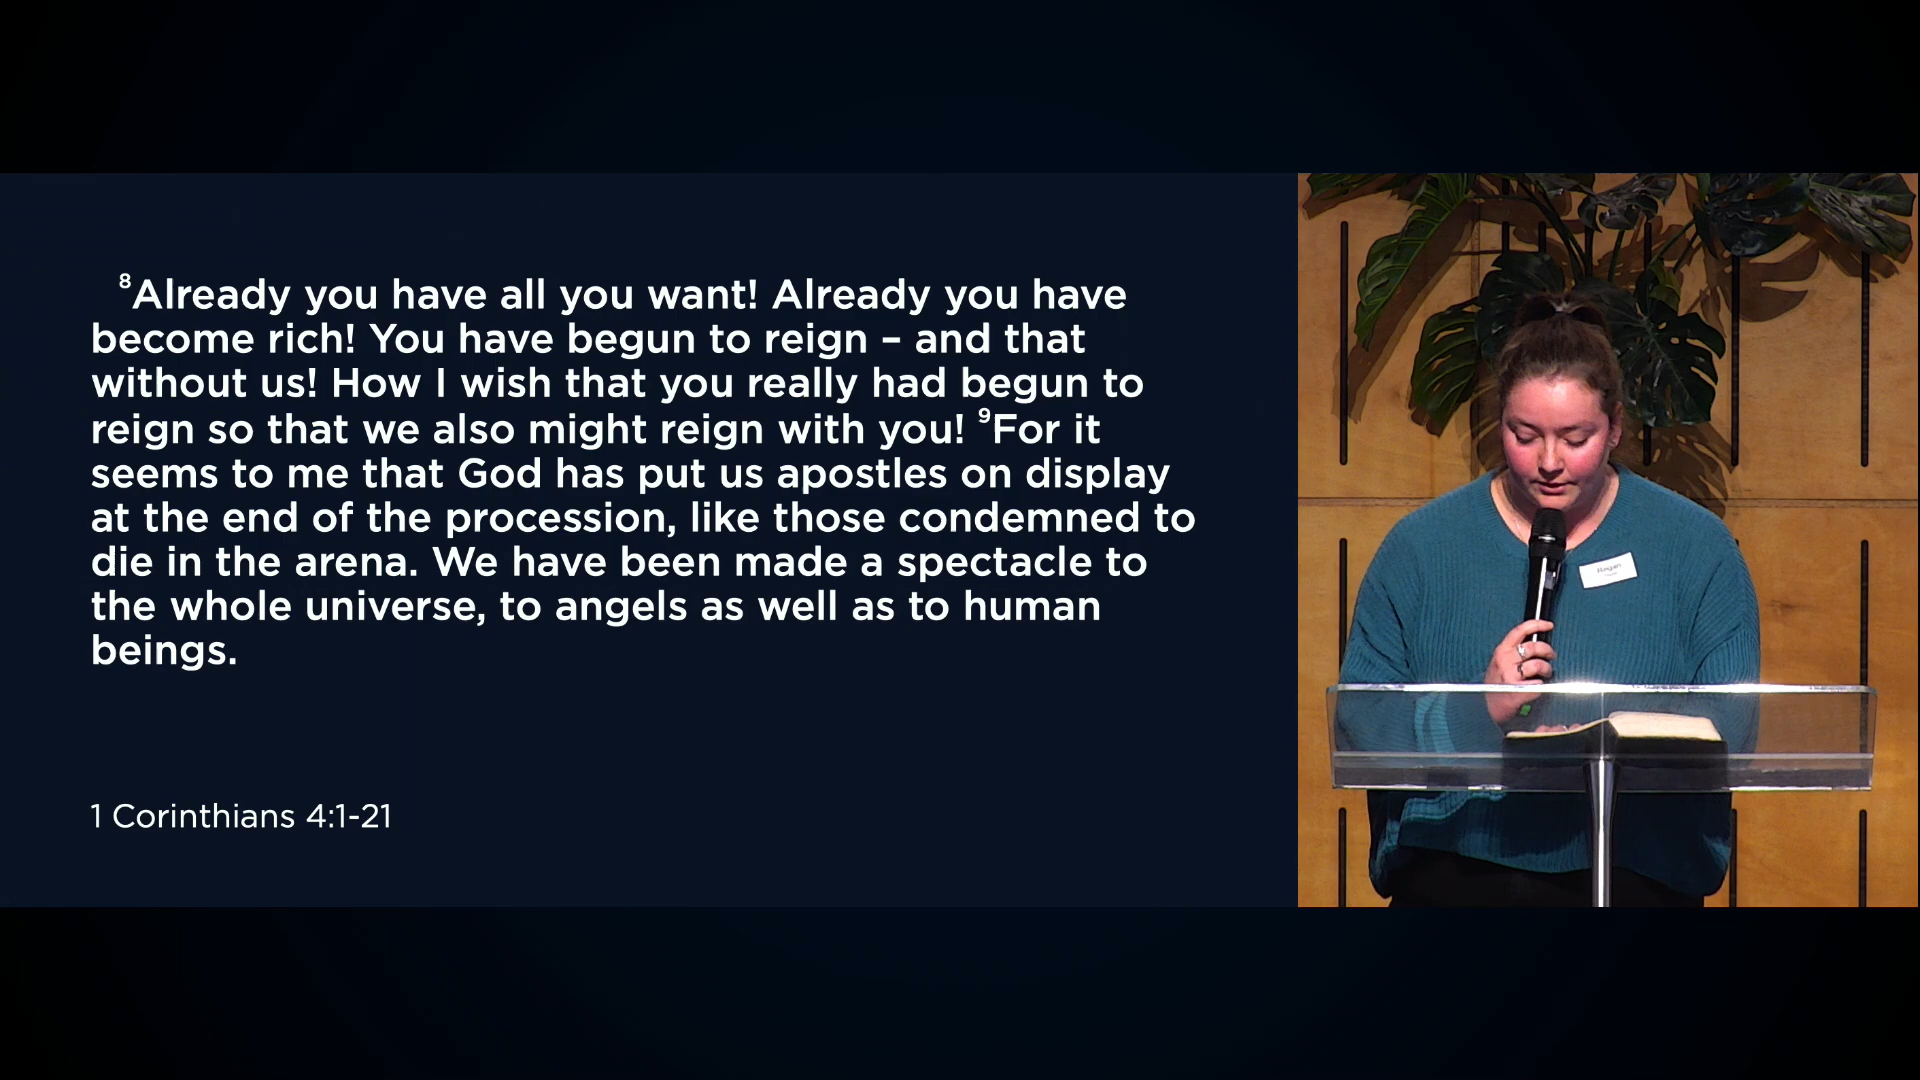 ⁸Already you have all you want! Already you have
become rich! You have begun to reign – and that
without us! How I wish that you really had begun to
reign so that we also might reign with you! ⁹For it
seems to me that God has put us apostles on display
at the end of the procession, like those condemned to
die in the arena. We have been made a spectacle to
the whole universe, to angels as well as to human
beings.
1 Corinthians 4:1-21